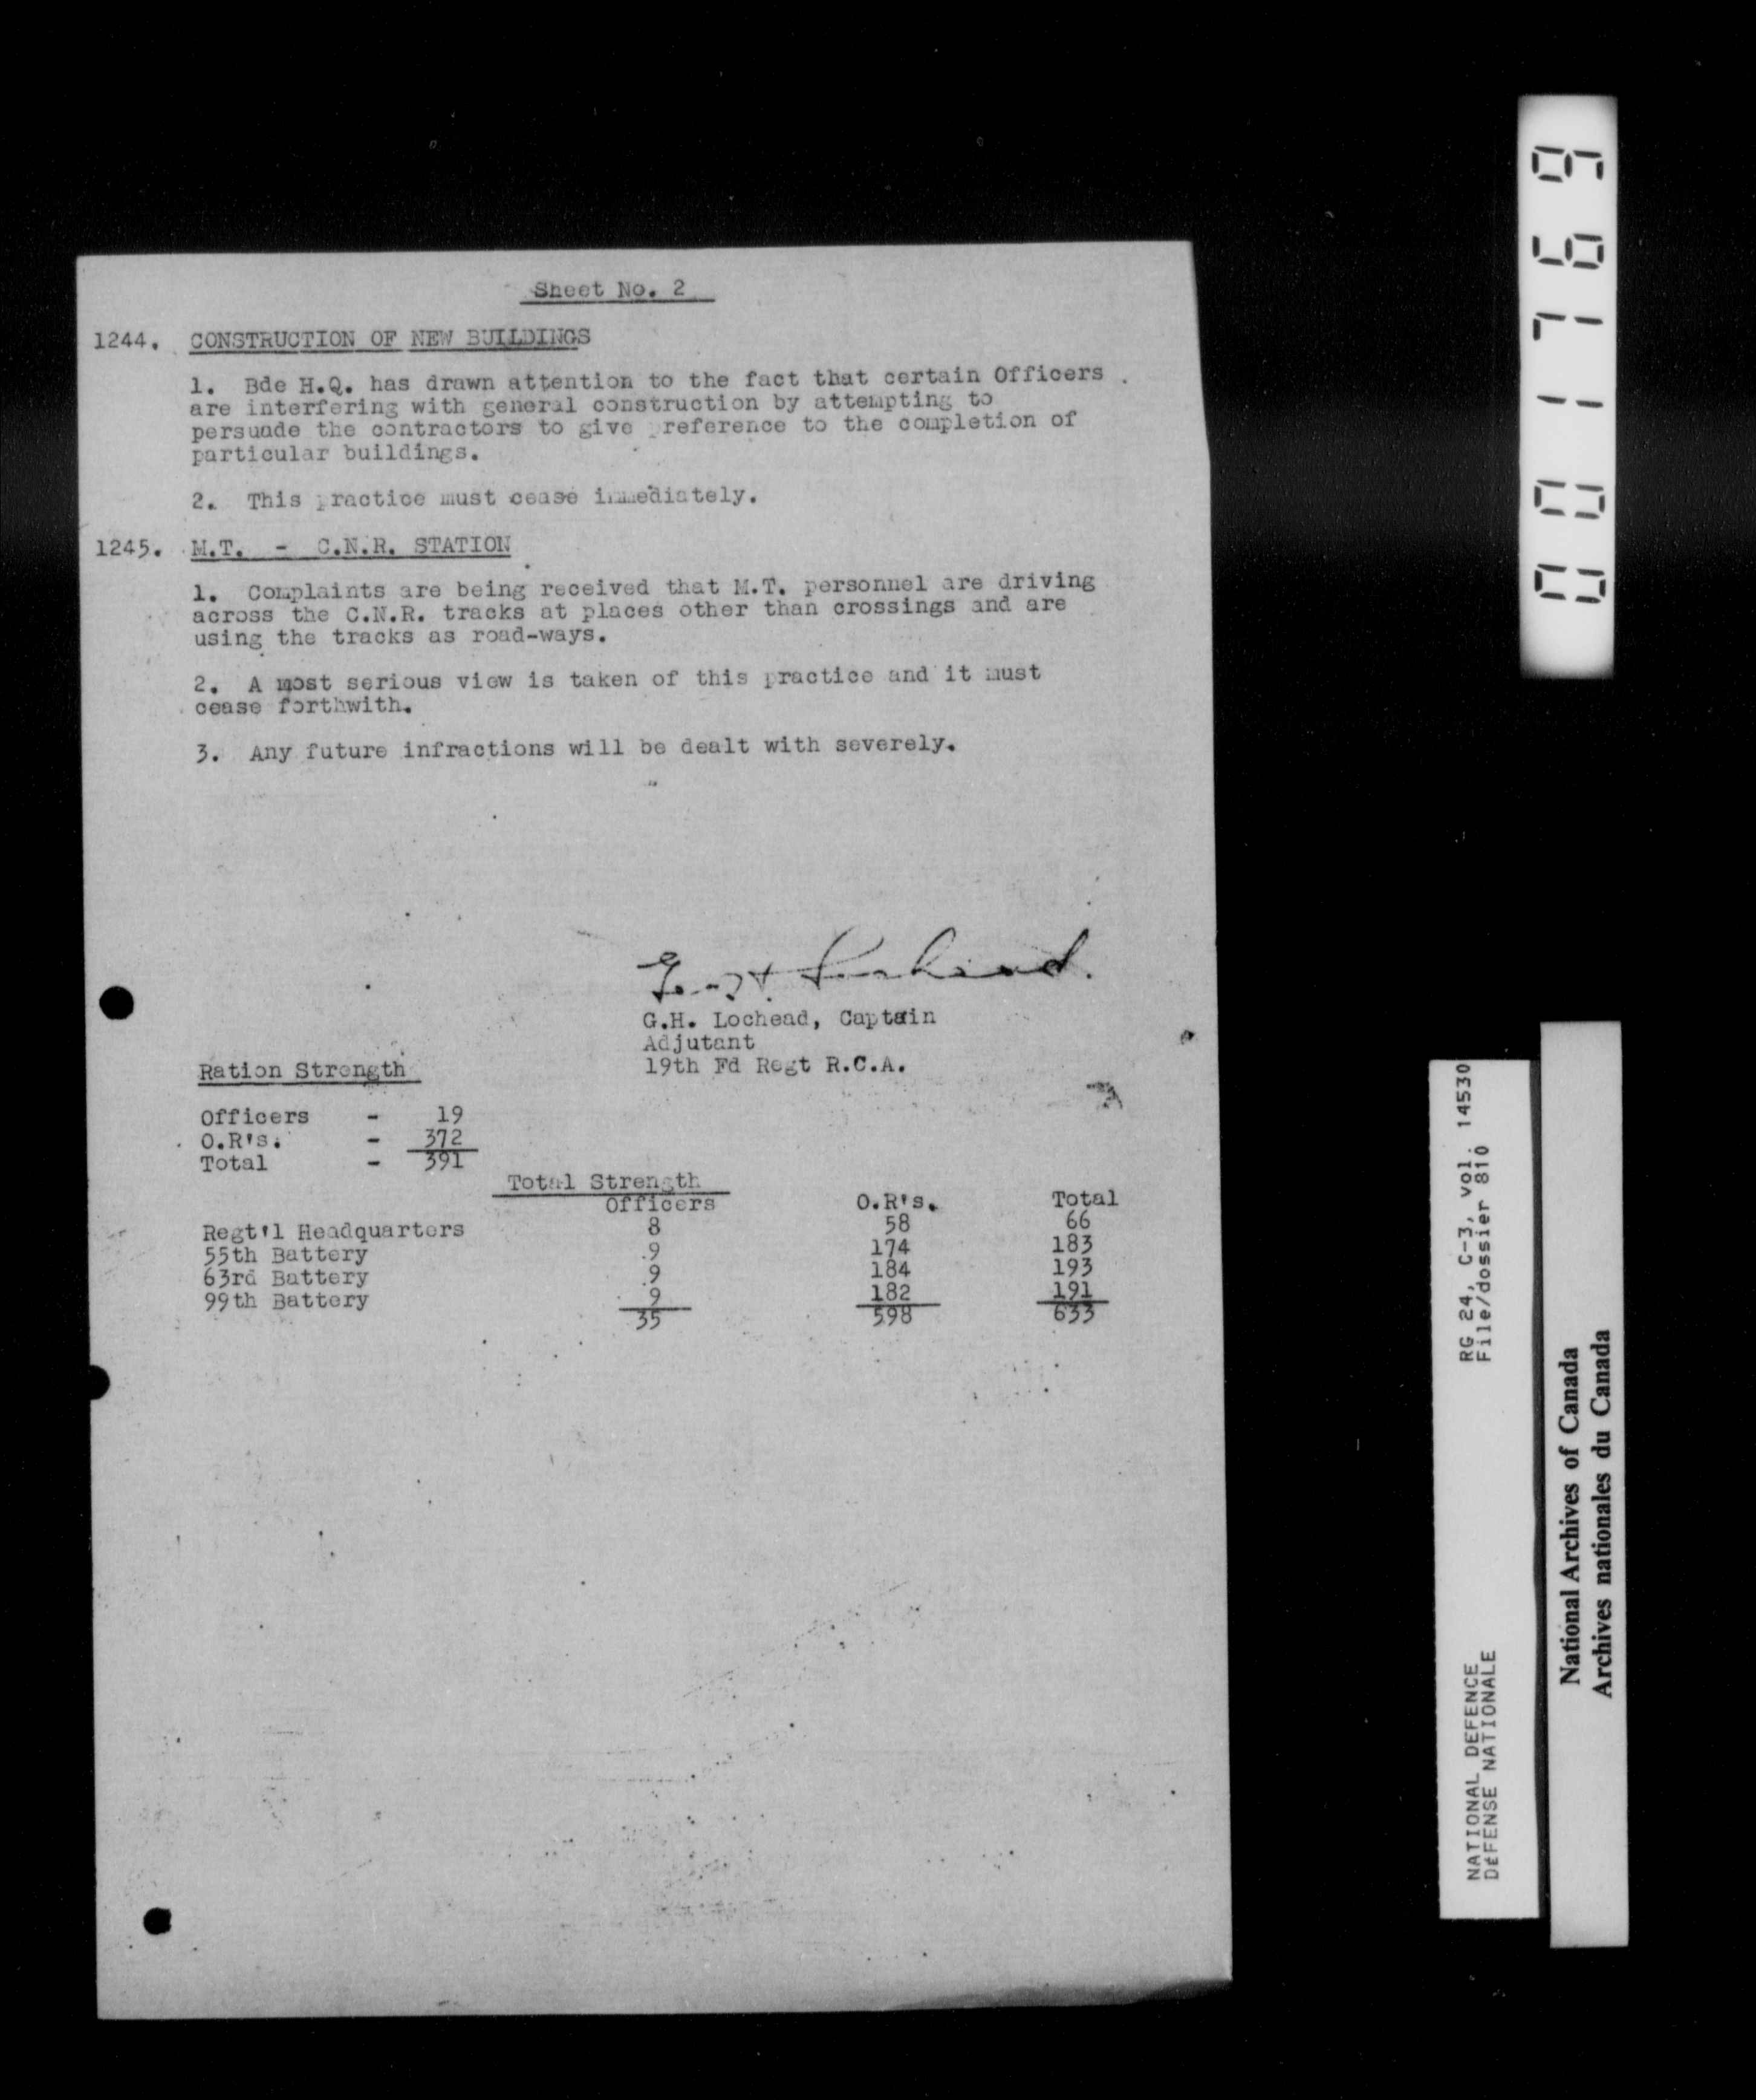 Sheet No. 2
1244. CONSTRUCTION OF NEW BUILDINGS
1. Bde H.Q. has drawn attention to the fact that certain Officers
are interfering with general construction by attempting to
persuade the contractors to give preference to the completion of
particular buildings.
2. This practice must cease immediately.
1245. M.T. - C.N.R. STATION
1. Complaints are being received that M.T. personnel are driving
across the C.N.R. tracks at places other than crossings and are
using the tracks as road-ways.
2. A most serious view is taken of this practice and it must
cease forthwith.
3. Any future infractions will be dealt with severely.
G.H. Lochead.
G.H. Lochead, Captain
Adjutant
19th Fd Regt R.C.A.
Ration Strength
Officers - 19
O.R's. - 372
Total - 391
Total Strength
Officers O.R's. Total
Regt'l Headquarters 8 58 66
55th Battery 9 174 183
63rd Battery 9 184 193
99th Battery 9 182 191
35 598 633
001769
RG 24, C-3, vol. 14530
File/dossier 810
NATIONAL DEFENCE
DÉFENSE NATIONALE
National Archives of Canada
Archives nationales du Canada